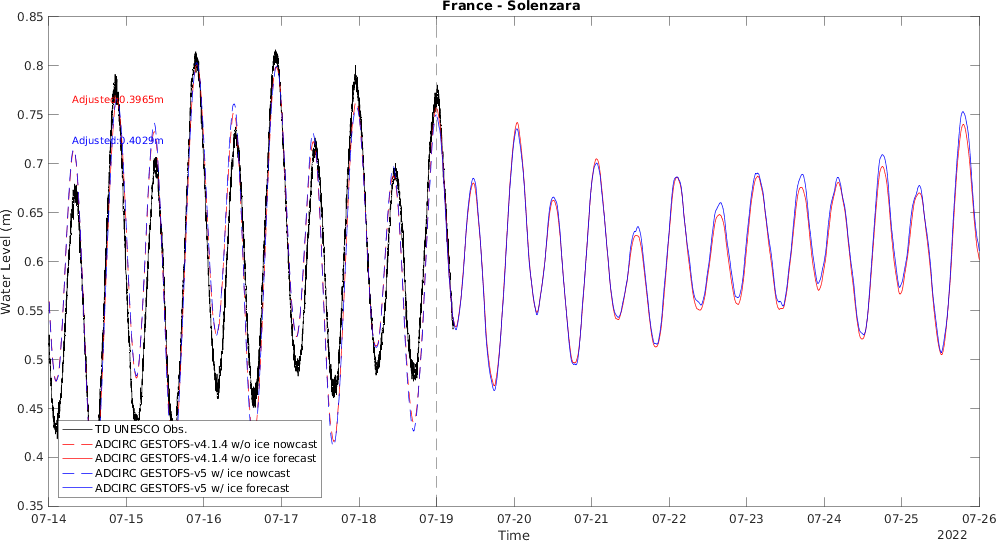 France - Solenzara
0.85
0.8
0.75
0.7
0.65
0.6
0.55
0.5
0.45
0.4
0.35
Water Level (m)
Adjusted:0.3965m
Adjusted:0.4029m
TD UNESCO Obs.
ADCIRC GESTOFS-v4.1.4 w/o ice nowcast
ADCIRC GESTOFS-v4.1.4 w/o ice forecast
ADCIRC GESTOFS-v5 w/ ice nowcast
ADCIRC GESTOFS-v5 w/ ice forecast
07-14 07-15 07-16 07-17 07-18 07-19 07-20 07-21 07-22 07-23 07-24 07-25 07-26
Time
2022